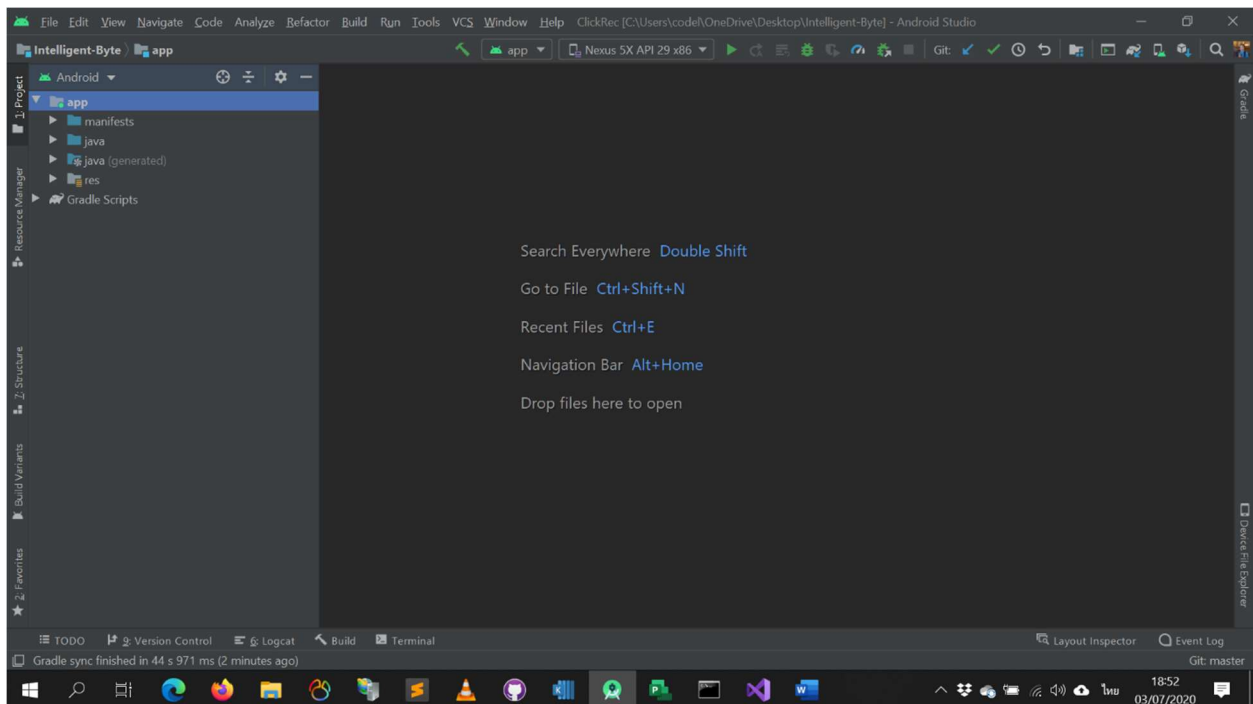 File Edit View Navigate Code Analyze Refactor Build Run Tools VCS Window Help ClickRec [C:\Users\codel\OneDrive\Desktop\Intelligent-Byte] - Android Studio
Intelligent-Byte app
app Nexus 5X API 29 x86 Git:
Android
app
manifests
java
java (generated)
res
Gradle Scripts
1: Project
Resource Manager
Z: Structure
Build Variants
2: Favorites
Search Everywhere Double Shift
Go to File Ctrl+Shift+N
Recent Files Ctrl+E
Navigation Bar Alt+Home
Drop files here to open
Gradle
Device File Explorer
TODO 9: Version Control 6: Logcat Build Terminal Layout Inspector Event Log
Gradle sync finished in 44 s 971 ms (2 minutes ago) Git: master
ไทย 18:52
03/07/2020